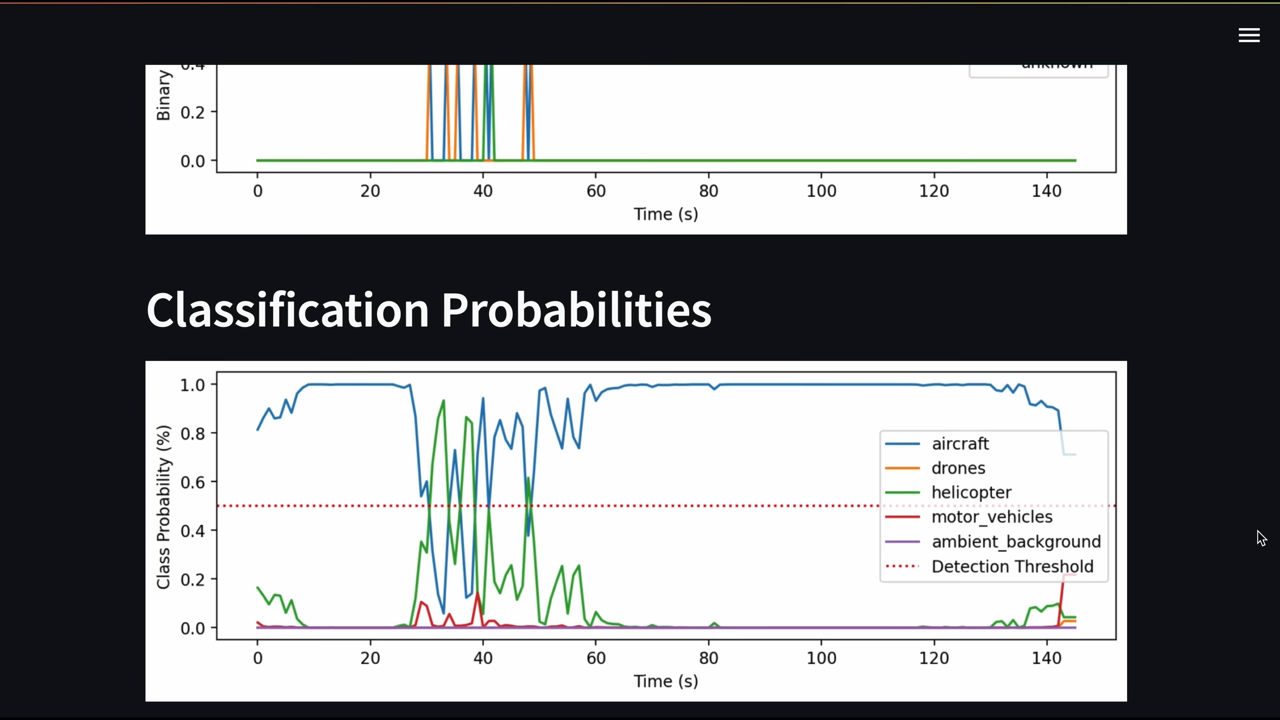 0.4
unknown
Binary
0.2
0.0
0 20 40 60 80 100 120 140
Time (s)
Classification Probabilities
1.0
0.8
0.6
0.4
0.2
0.0
Class Probability (%)
aircraft
drones
helicopter
motor_vehicles
ambient_background
Detection Threshold
0 20 40 60 80 100 120 140
Time (s)